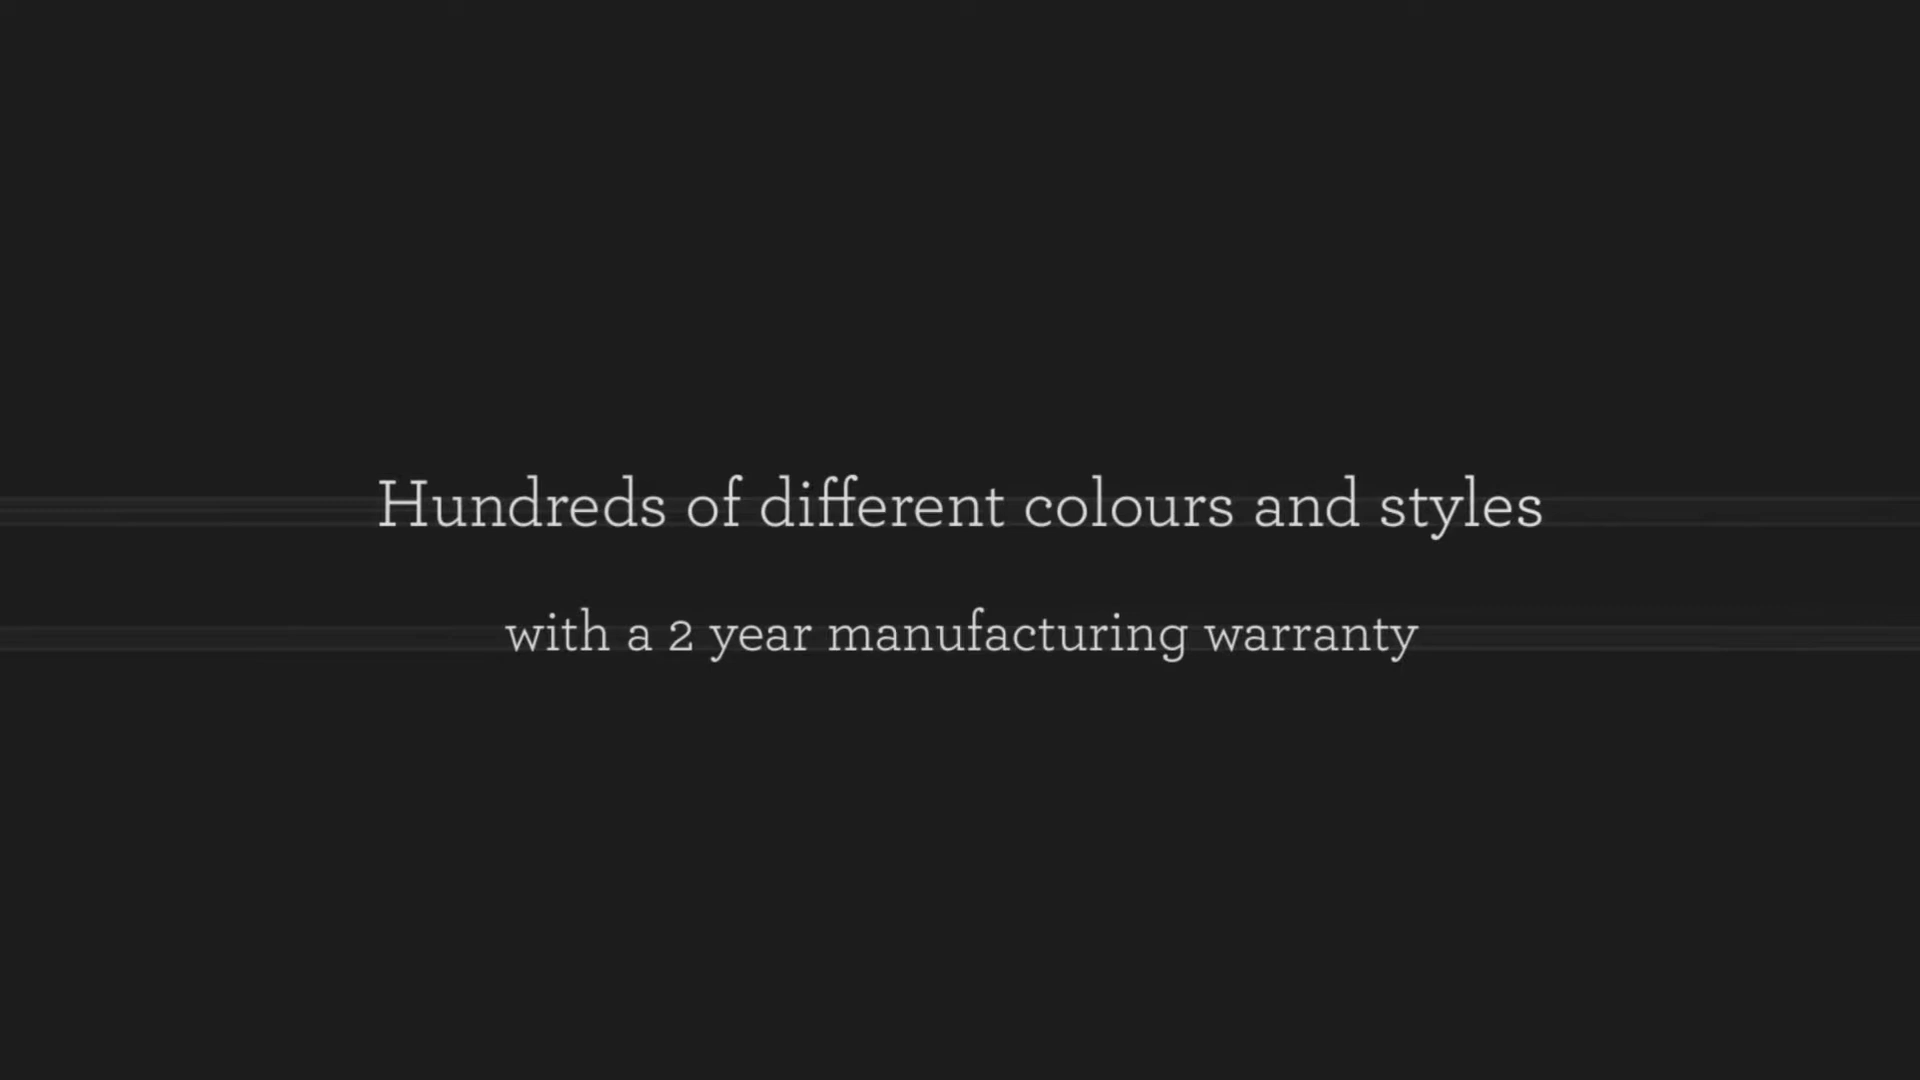 Hundreds of different colours and styles
with a 2 year manufacturing warranty